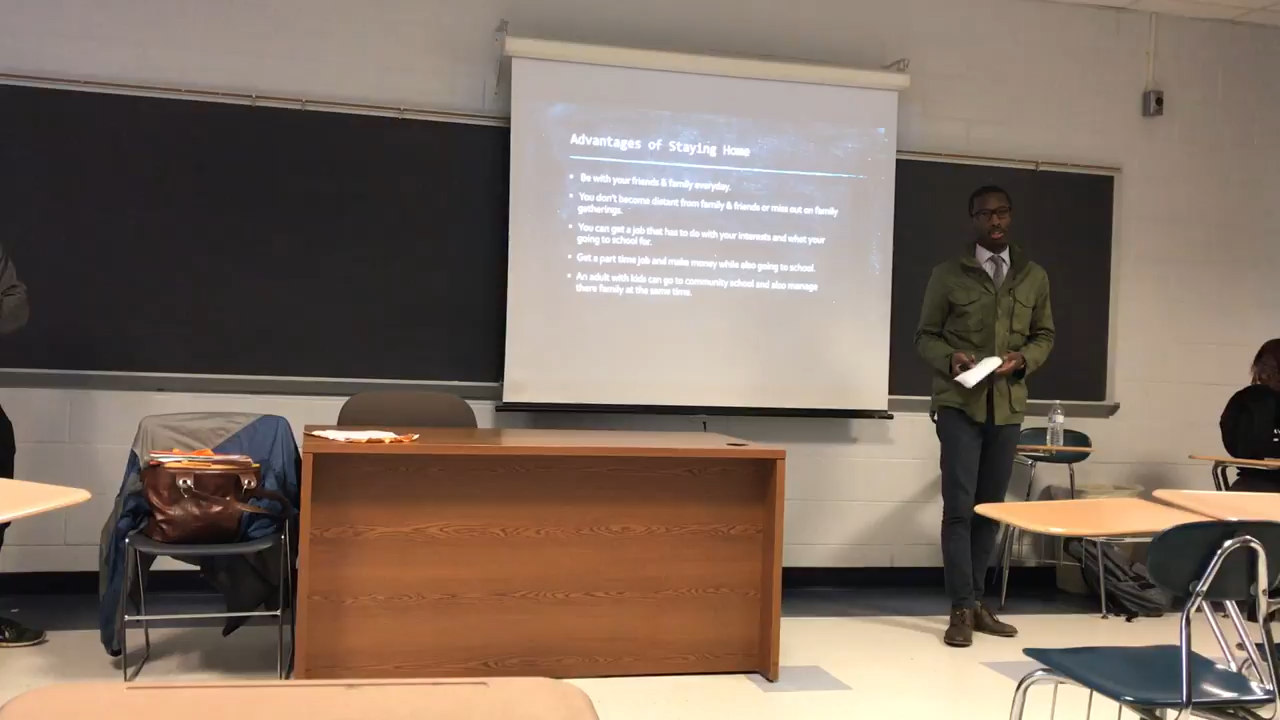 Advantages of Staying Home
• Be with your friends & family everyday.
• You don't become distant from family & friends or miss out on family
gatherings.
• You can get a job that has to do with your interests and what your
going to school for.
• Get a part time job and make money while also going to school.
• An adult with kids can go to community school and also manage
there family at the same time.